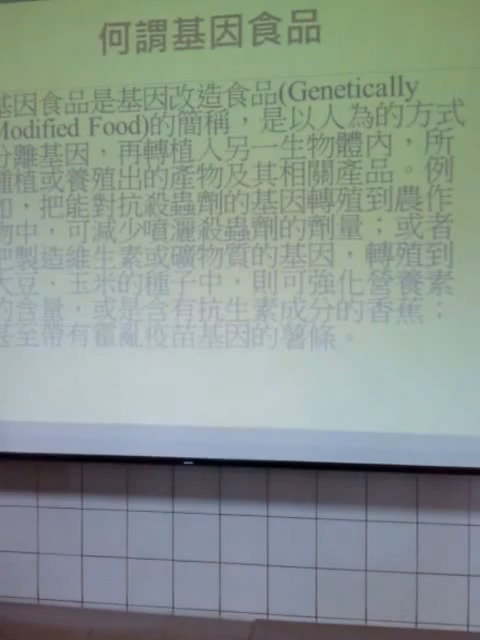 何謂基因食品
基因食品是基因改造食品(Genetically
Modified Food)的簡稱，是以人為的方式
分離基因，再轉植入另一生物體內，所
種植或養殖出的產物及其相關產品。例
如，把能對抗殺蟲劑的基因轉殖到農作
物中，可減少噴灑殺蟲劑的劑量；或者
把製造維生素或礦物質的基因，轉殖到
大豆、玉米的種子中，則可強化營養素
的含量，或是含有抗生素成分的香蕉；
甚至帶有霍亂疫苗基因的薯條。